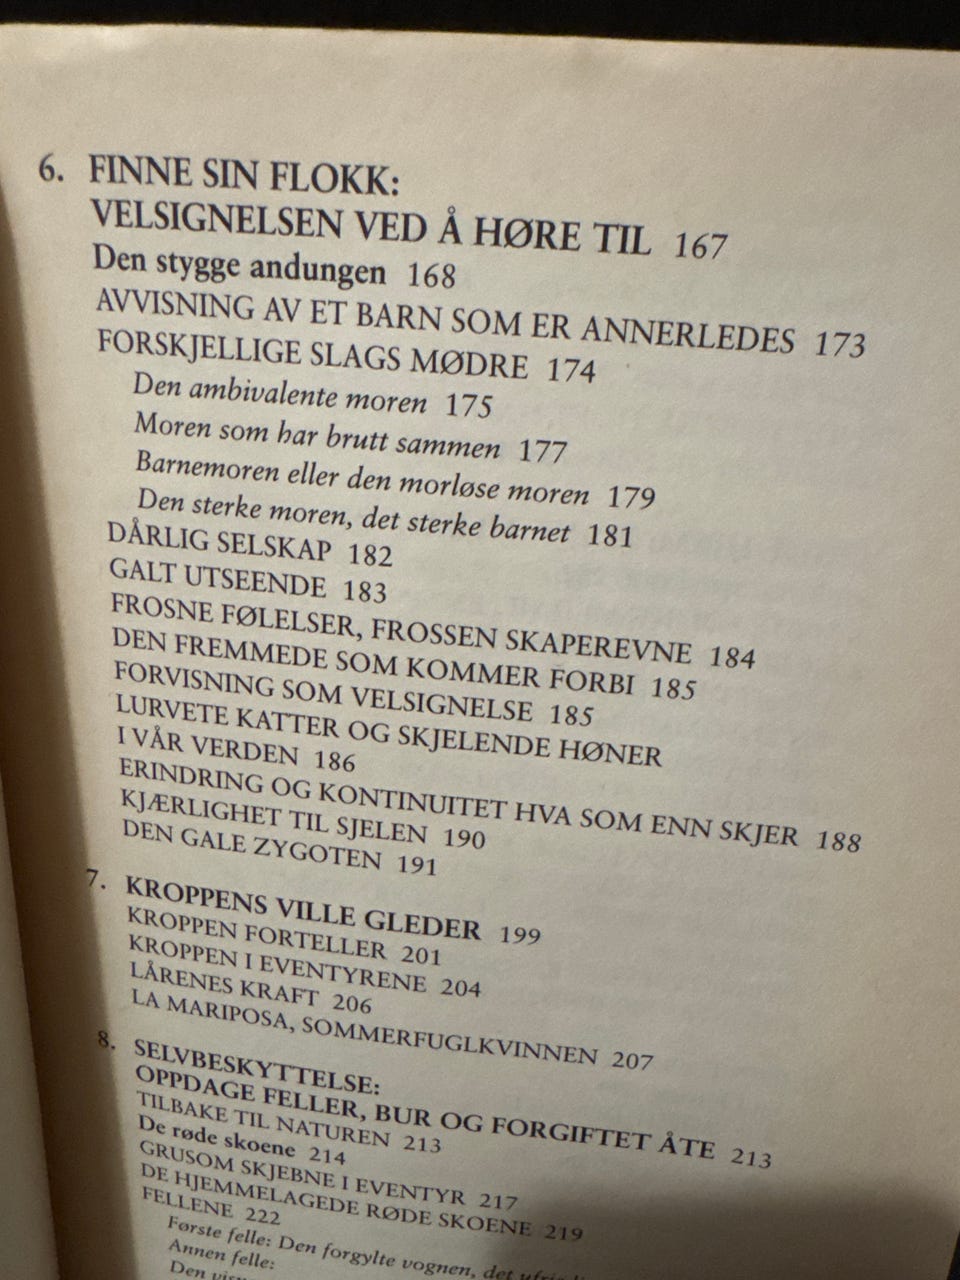 6. FINNE SIN FLOKK:
VELSIGNELSEN VED Å HØRE TIL 167
Den stygge andungen 168
AVVISNING AV ET BARN SOM ER ANNERLEDES 173
FORSKJELLIGE SLAGS MØDRE 174
Den ambivalente moren 175
Moren som har brutt sammen 177
Barnemoren eller den morløse moren 179
Den sterke moren, det sterke barnet 181
DÅRLIG SELSKAP 182
GALT UTSEENDE 183
FROSNE FØLELSER, FROSSEN SKAPEREVNE 184
DEN FREMMEDE SOM KOMMER FORBI 185
FORVISNING SOM VELSIGNELSE 185
LURVETE KATTER OG SKJELENDE HØNER
I VÅR VERDEN 186
ERINDRING OG KONTINUITET HVA SOM ENN SKJER 188
KJÆRLIGHET TIL SJELEN 190
DEN GALE ZYGOTEN 191
7. KROPPENS VILLE GLEDER 199
KROPPEN FORTELLER 201
KROPPEN I EVENTYRENE 204
LÅRENES KRAFT 206
LA MARIPOSA, SOMMERFUGLKVINNEN 207
8. SELVBESKYTTELSE:
OPPDAGE FELLER, BUR OG FORGIFTET ÅTE 213
TILBAKE TIL NATUREN 213
De røde skoene 214
GRUSOM SKJEBNE I EVENTYR 217
DE HJEMMELAGEDE RØDE SKOENE 219
FELLENE 222
Første felle: Den forgylte vognen, det
Annen felle:
Den